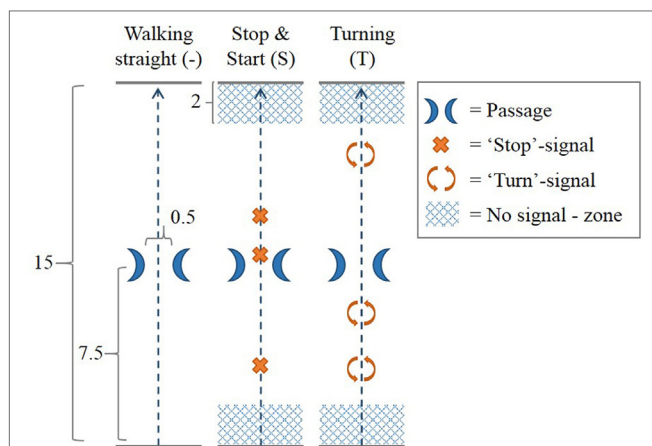 Walking
straight (-)
Stop &
Start (S)
Turning
(T)
2
0.5
15
7.5
= Passage
= ‘Stop’-signal
= ‘Turn’-signal
= No signal - zone